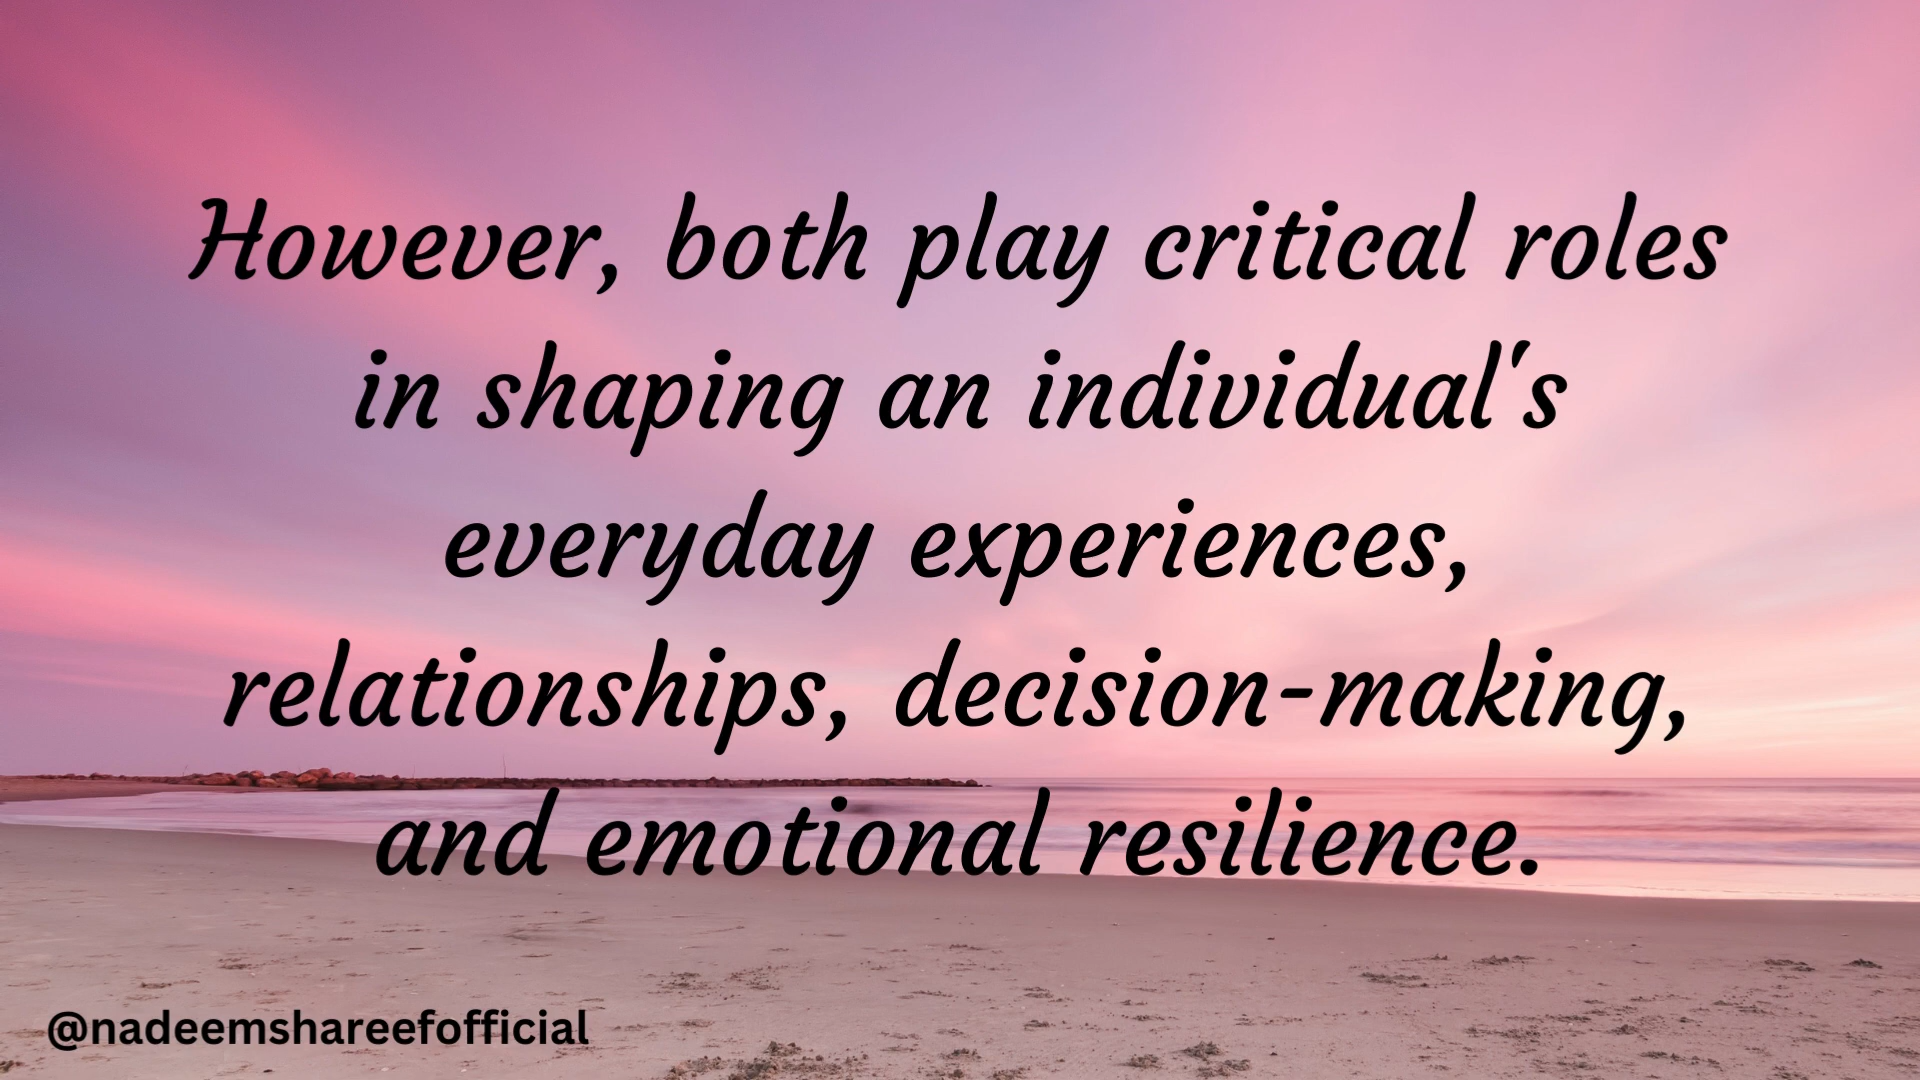 However, both play critical roles
in shaping an individual's
everyday experiences,
relationships, decision-making,
and emotional resilience.
@nadeemshareefofficial